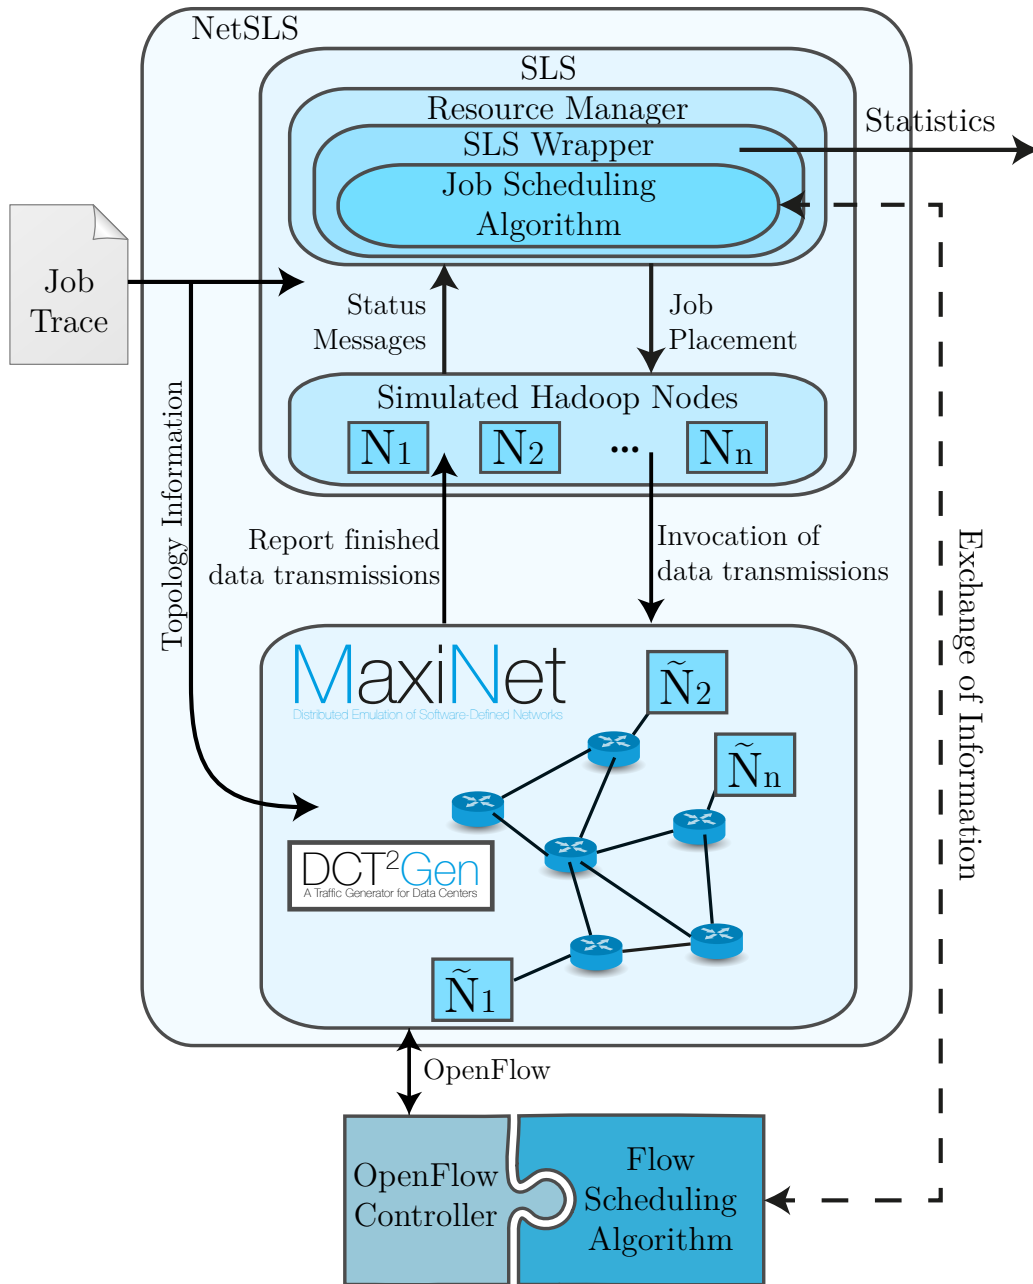 NetSLS
SLS
Resource Manager
SLS Wrapper
Job Scheduling
Algorithm
Statistics
Job
Trace
Status
Messages
Job
Placement
Simulated Hadoop Nodes
N1
N2
...
Nn
Topology Information
Report finished
data transmissions
Invocation of
data transmissions
Exchange of Information
MaxiNet
Distributed Emulation of Software-Defined Networks
Ñ2
Ñn
DCT²Gen
A Traffic Generator for Data Centers
Ñ1
OpenFlow
OpenFlow
Controller
Flow
Scheduling
Algorithm